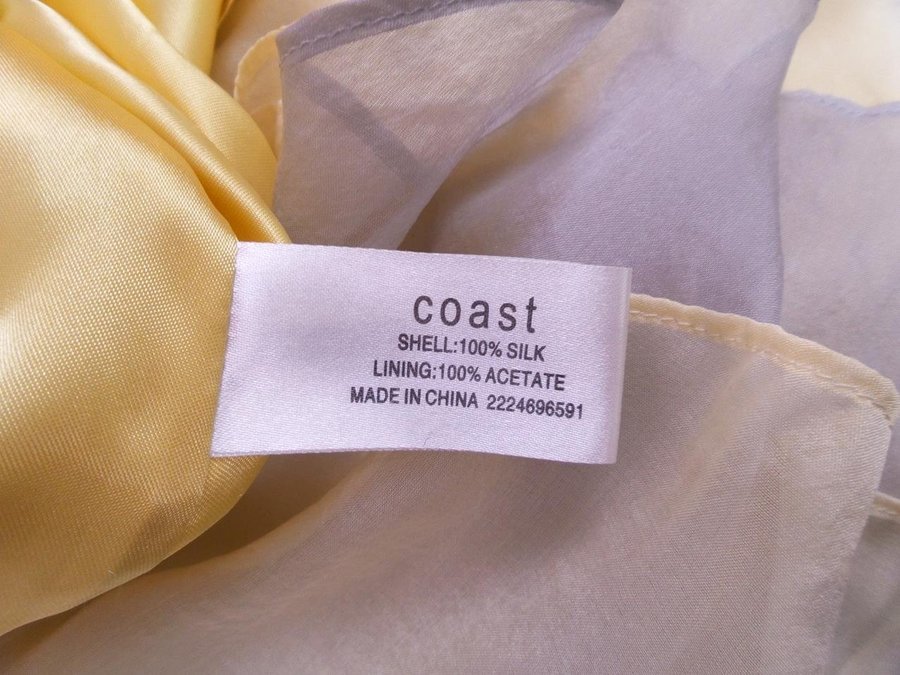 coast
SHELL:100% SILK
LINING:100% ACETATE
MADE IN CHINA 2224696591